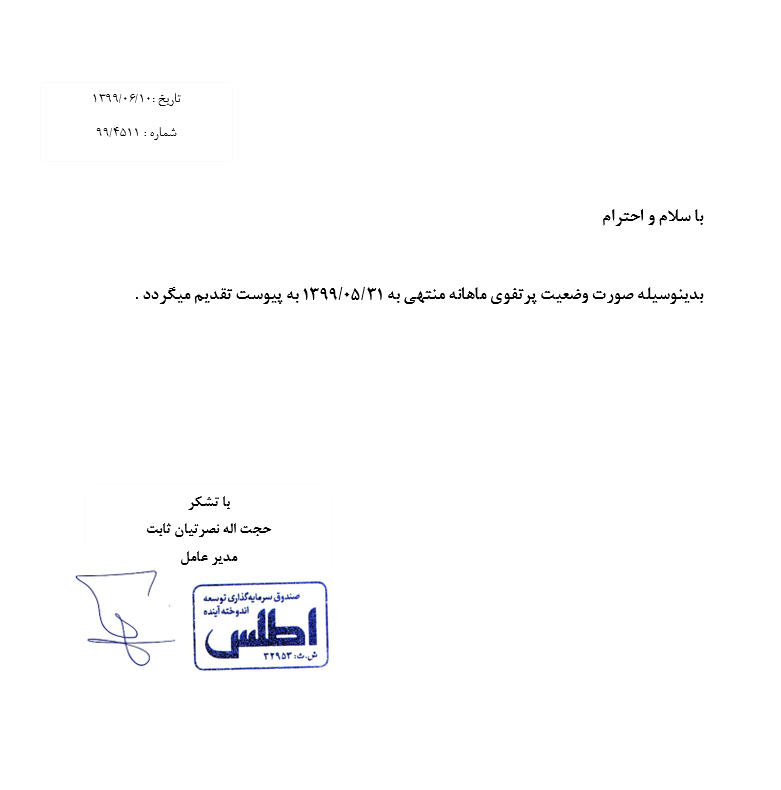 تاریخ :۱۳۹۹/۰۶/۱۰
شماره : ۹۹/۴۵۱۱
با سلام و احترام
بدینوسیله صورت وضعیت پرتفوی ماهانه منتهی به ۱۳۹۹/۰۵/۳۱ به پیوست تقدیم میگردد .
با تشکر
حجت اله نصرتیان ثابت
مدیر عامل
صندوق سرمایه‌گذاری توسعه
اندوخته آینده
اطلس
ش.ث: ۳۲۹۵۳